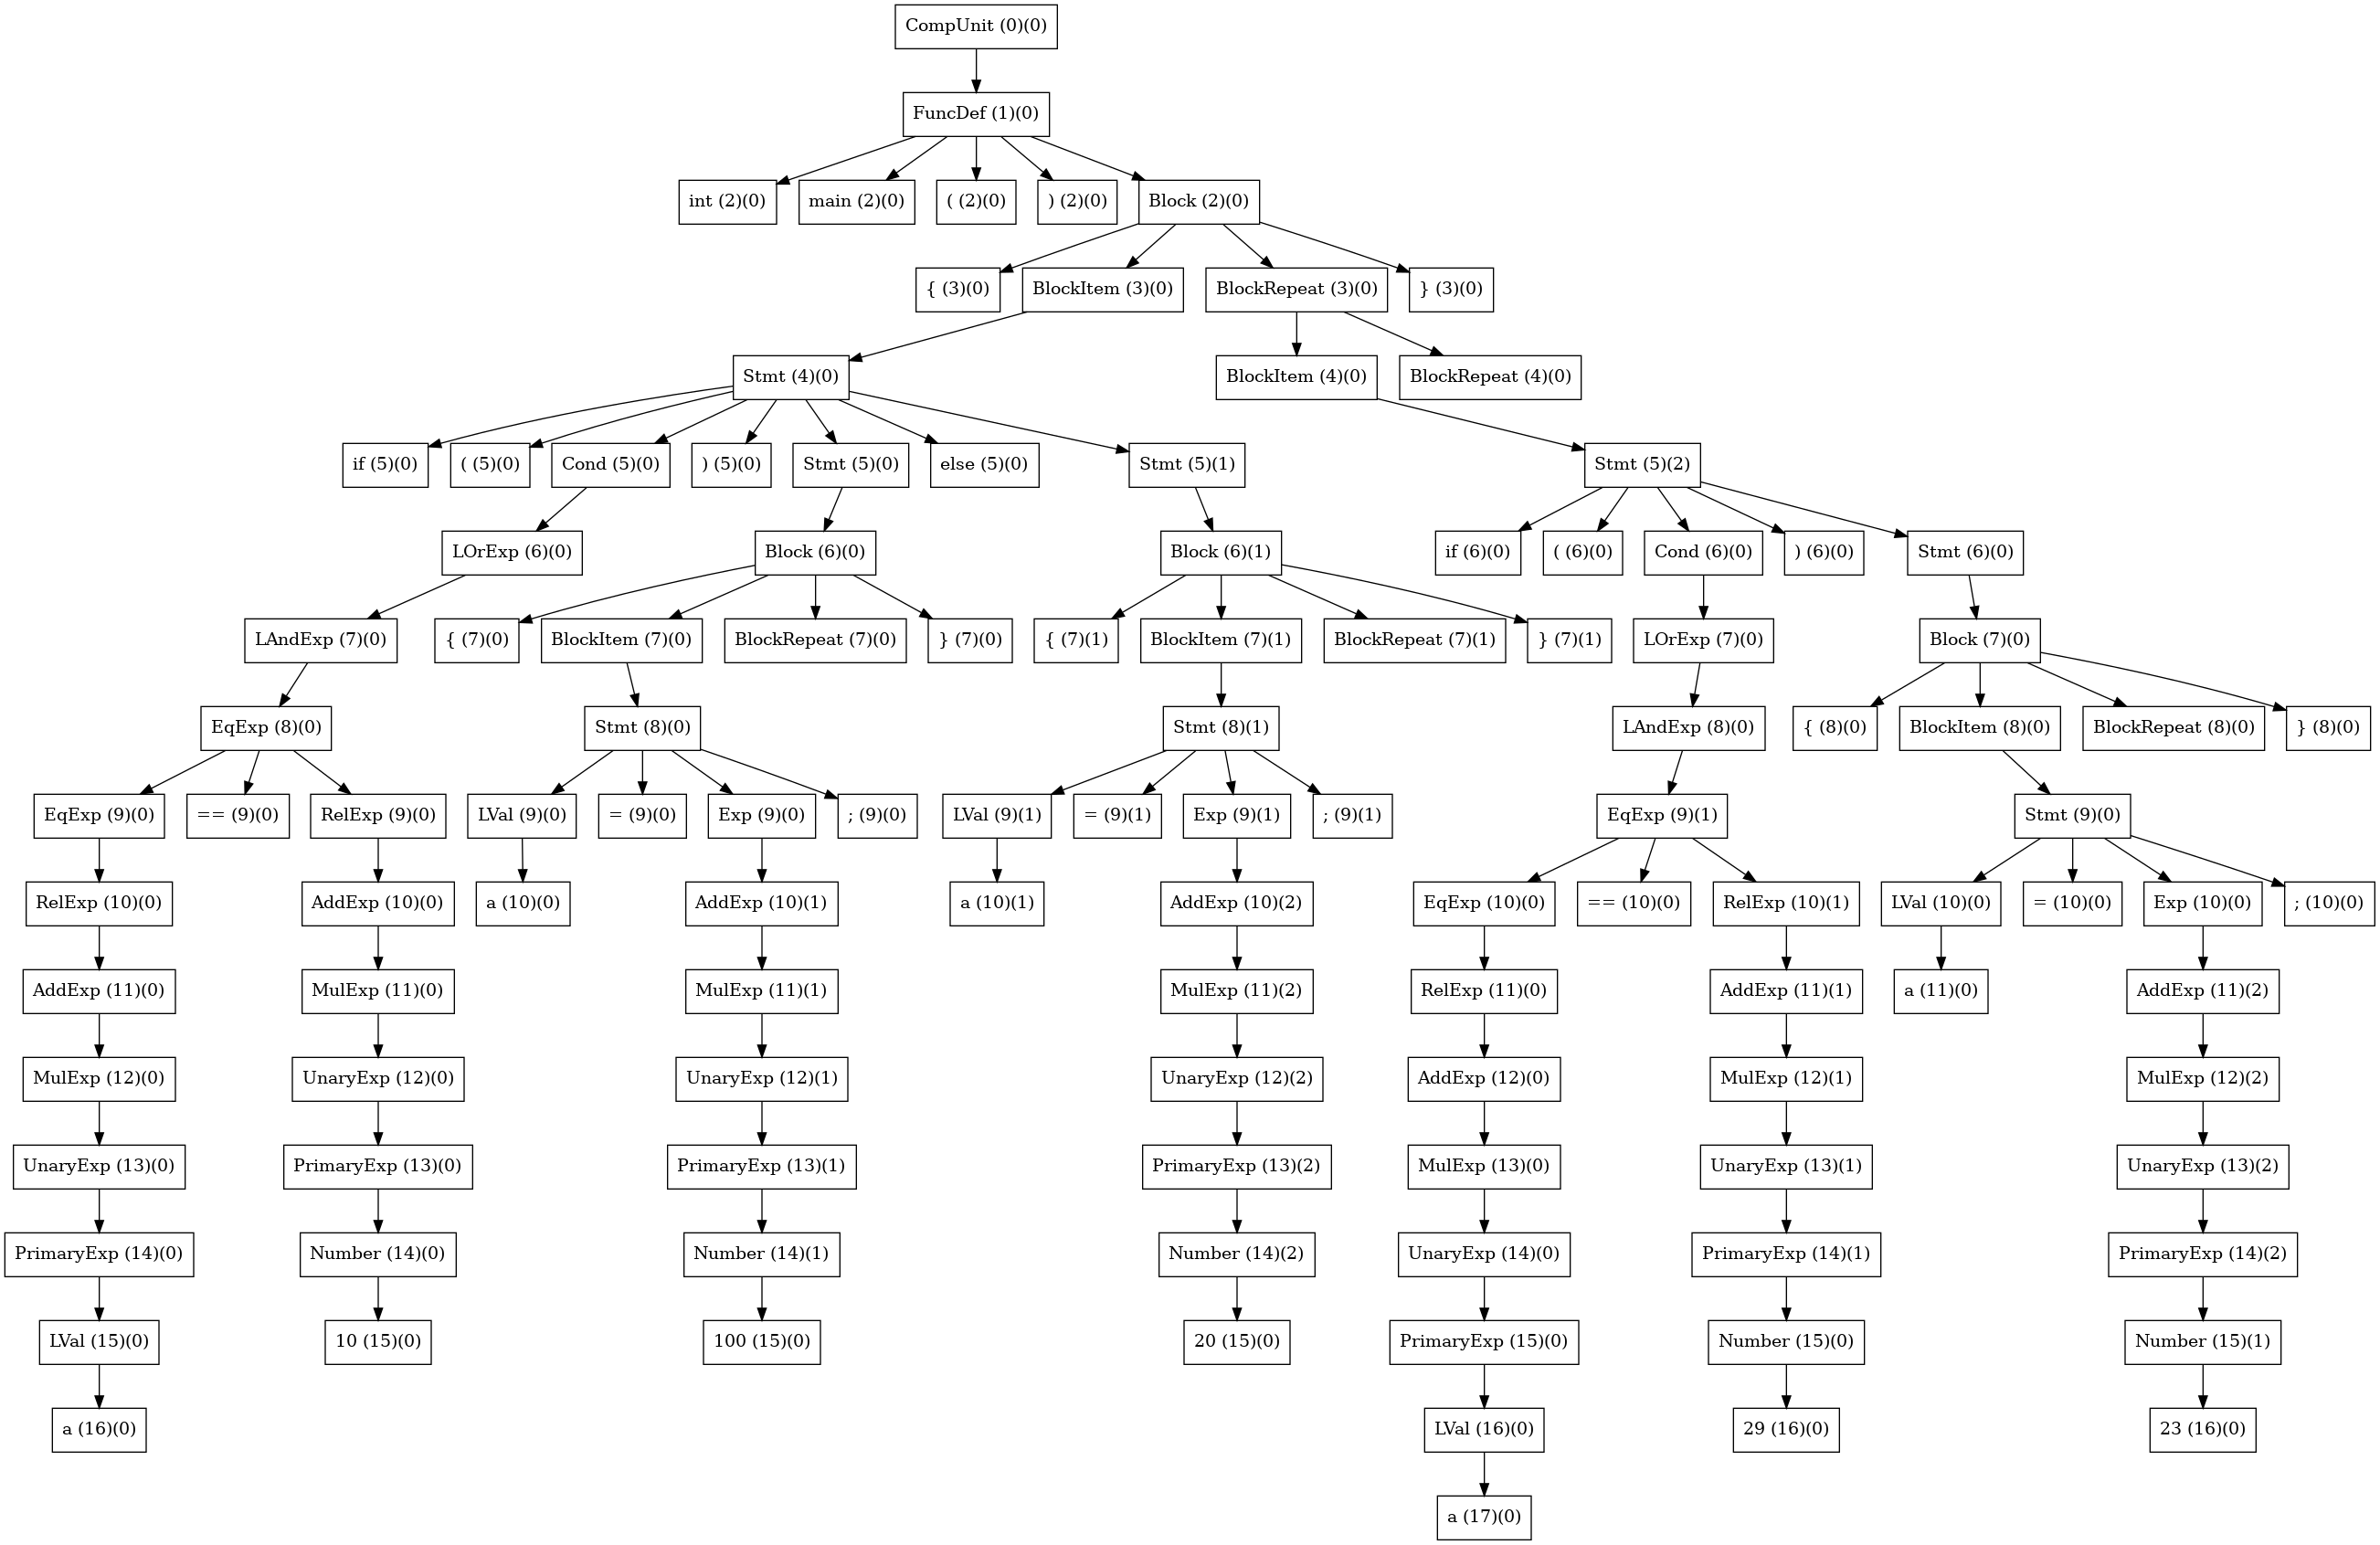 CompUnit (0)(0)
FuncDef (1)(0)
int (2)(0) main (2)(0) ( (2)(0) ) (2)(0) Block (2)(0)
{ (3)(0) BlockItem (3)(0) BlockRepeat (3)(0) } (3)(0)
Stmt (4)(0) BlockItem (4)(0) BlockRepeat (4)(0)
if (5)(0) ( (5)(0) Cond (5)(0) ) (5)(0) Stmt (5)(0) else (5)(0) Stmt (5)(1) Stmt (5)(2)
LOrExp (6)(0) Block (6)(0) Block (6)(1) if (6)(0) ( (6)(0) Cond (6)(0) ) (6)(0) Stmt (6)(0)
LAndExp (7)(0) { (7)(0) BlockItem (7)(0) BlockRepeat (7)(0) } (7)(0) { (7)(1) BlockItem (7)(1) BlockRepeat (7)(1) } (7)(1) LOrExp (7)(0) Block (7)(0)
EqExp (8)(0) Stmt (8)(0) Stmt (8)(1) LAndExp (8)(0) { (8)(0) BlockItem (8)(0) BlockRepeat (8)(0) } (8)(0)
EqExp (9)(0) == (9)(0) RelExp (9)(0) LVal (9)(0) = (9)(0) Exp (9)(0) ; (9)(0) LVal (9)(1) = (9)(1) Exp (9)(1) ; (9)(1) EqExp (9)(1) Stmt (9)(0)
RelExp (10)(0) AddExp (10)(0) a (10)(0) AddExp (10)(1) a (10)(1) AddExp (10)(2) EqExp (10)(0) == (10)(0) RelExp (10)(1) LVal (10)(0) = (10)(0) Exp (10)(0) ; (10)(0)
AddExp (11)(0) MulExp (11)(0) MulExp (11)(1) MulExp (11)(2) RelExp (11)(0) AddExp (11)(1) a (11)(0) AddExp (11)(2)
MulExp (12)(0) UnaryExp (12)(0) UnaryExp (12)(1) UnaryExp (12)(2) AddExp (12)(0) MulExp (12)(1) MulExp (12)(2)
UnaryExp (13)(0) PrimaryExp (13)(0) PrimaryExp (13)(1) PrimaryExp (13)(2) MulExp (13)(0) UnaryExp (13)(1) UnaryExp (13)(2)
PrimaryExp (14)(0) Number (14)(0) Number (14)(1) Number (14)(2) UnaryExp (14)(0) PrimaryExp (14)(1) PrimaryExp (14)(2)
LVal (15)(0) 10 (15)(0) 100 (15)(0) 20 (15)(0) PrimaryExp (15)(0) Number (15)(0) Number (15)(1)
a (16)(0) LVal (16)(0) 29 (16)(0) 23 (16)(0)
a (17)(0)